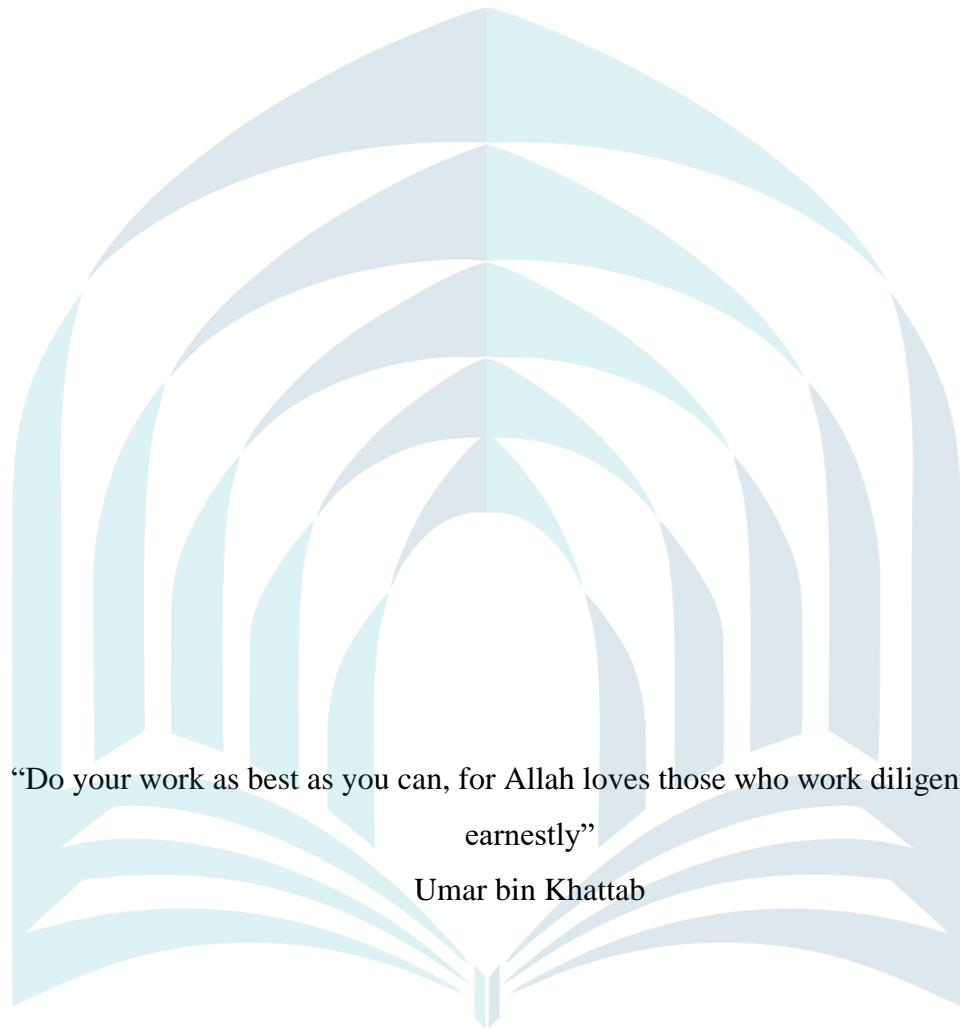 “Do your work as best as you can, for Allah loves those who work diligen
earnestly”
Umar bin Khattab